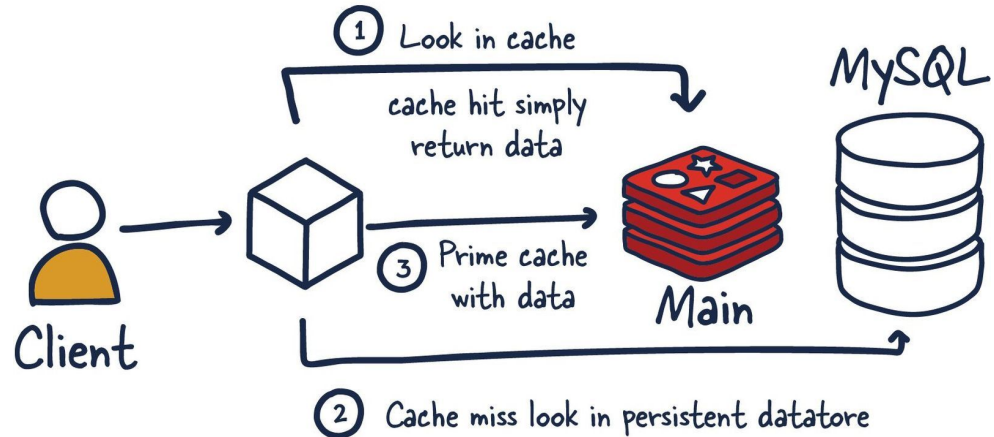 1 Look in cache
cache hit simply
return data
MySQL
3 Prime cache
with data
Main
Client
2 Cache miss look in persistent datatore